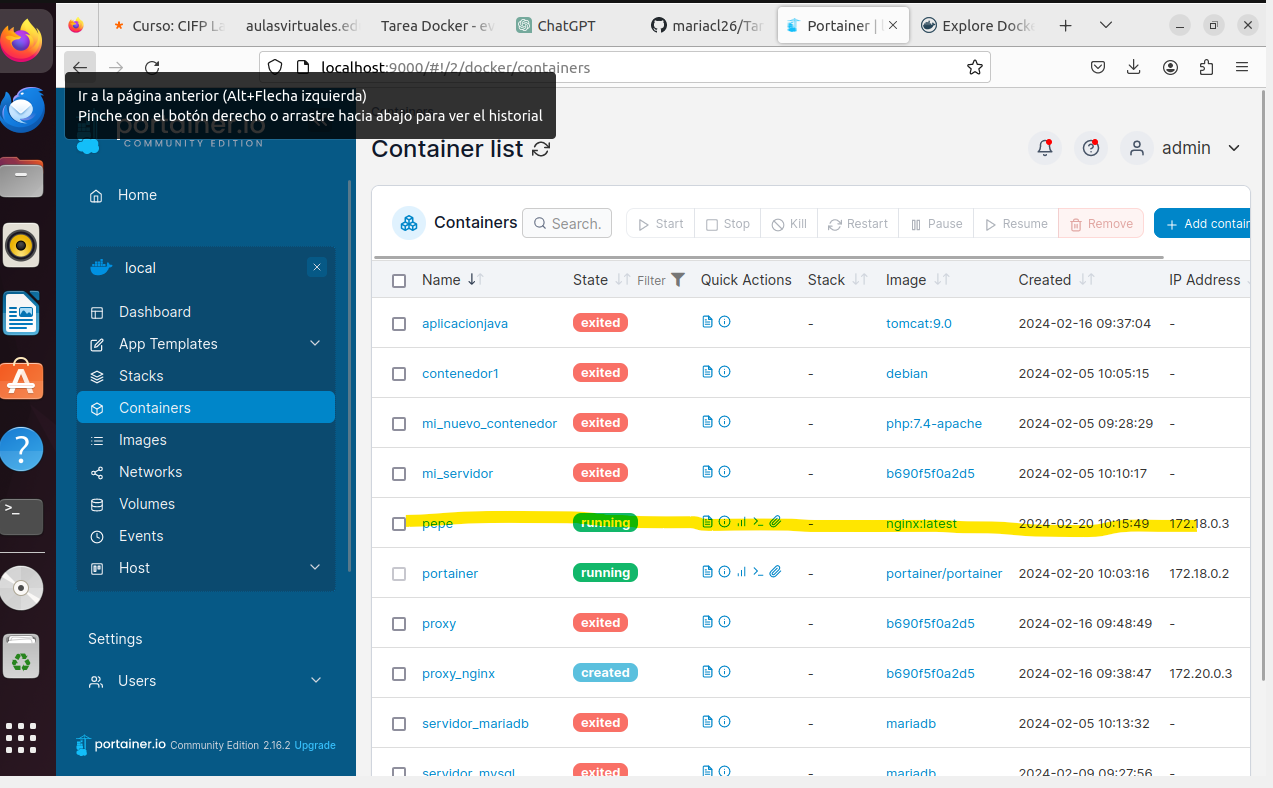 Curso: CIFP La
aulasvirtuales.ed
Tarea Docker - ev
ChatGPT
mariacl26/Tar
Portainer |
Explore Docke
localhost:9000/#!/2/docker/containers
Ir a la página anterior (Alt+Flecha izquierda)
Pinche con el botón derecho o arrastre hacia abajo para ver el historial
portainer.io
COMMUNITY EDITION
Containers
Container list
admin
Home
local
Dashboard
App Templates
Stacks
Containers
Images
Networks
Volumes
Events
Host
Settings
Users
portainer.io Community Edition 2.16.2 Upgrade
Containers Search. Start Stop Kill Restart Pause Resume Remove + Add contain
Name State Filter Quick Actions Stack Image Created IP Address
aplicacionjava exited - tomcat:9.0 2024-02-16 09:37:04 -
contenedor1 exited - debian 2024-02-05 10:05:15 -
mi_nuevo_contenedor exited - php:7.4-apache 2024-02-05 09:28:29 -
mi_servidor exited - b690f5f0a2d5 2024-02-05 10:10:17 -
pepe running - nginx:latest 2024-02-20 10:15:49 172.18.0.3
portainer running - portainer/portainer 2024-02-20 10:03:16 172.18.0.2
proxy exited - b690f5f0a2d5 2024-02-16 09:48:49 -
proxy_nginx created - b690f5f0a2d5 2024-02-16 09:38:47 172.20.0.3
servidor_mariadb exited - mariadb 2024-02-05 10:13:32 -
servidor_mysql exited - mariadb 2024-02-09 09:27:56 -